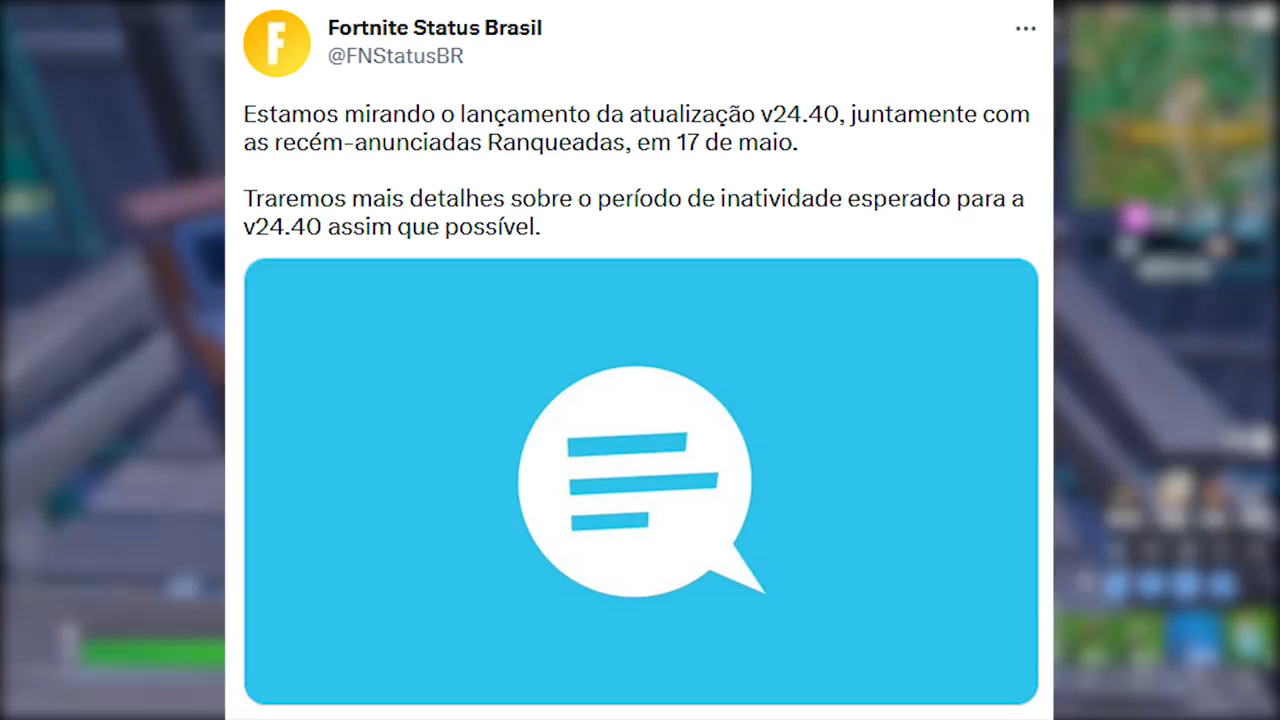 Fortnite Status Brasil
@FNStatusBR
Estamos mirando o lançamento da atualização v24.40, juntamente com
as recém-anunciadas Ranqueadas, em 17 de maio.
Traremos mais detalhes sobre o período de inatividade esperado para a
v24.40 assim que possível.